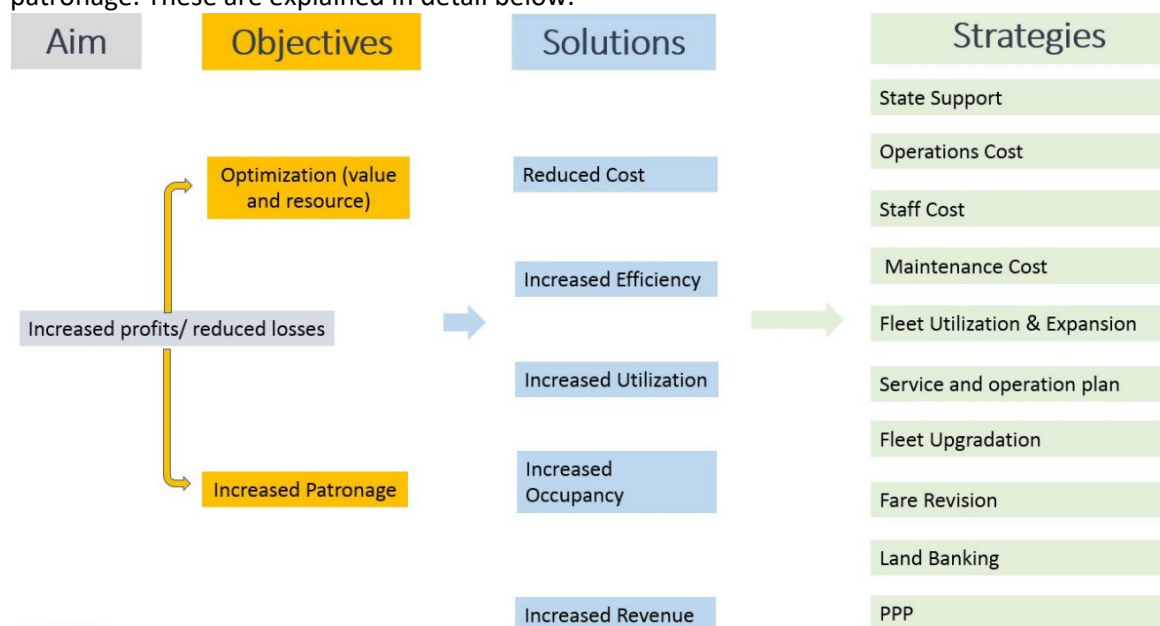 patronage. These are explained in detail below.
Aim
Objectives
Solutions
Strategies
Increased profits/ reduced losses
Optimization (value
and resource)
Increased Patronage
Reduced Cost
Increased Efficiency
Increased Utilization
Increased
Occupancy
Increased Revenue
State Support
Operations Cost
Staff Cost
Maintenance Cost
Fleet Utilization & Expansion
Service and operation plan
Fleet Upgradation
Fare Revision
Land Banking
PPP